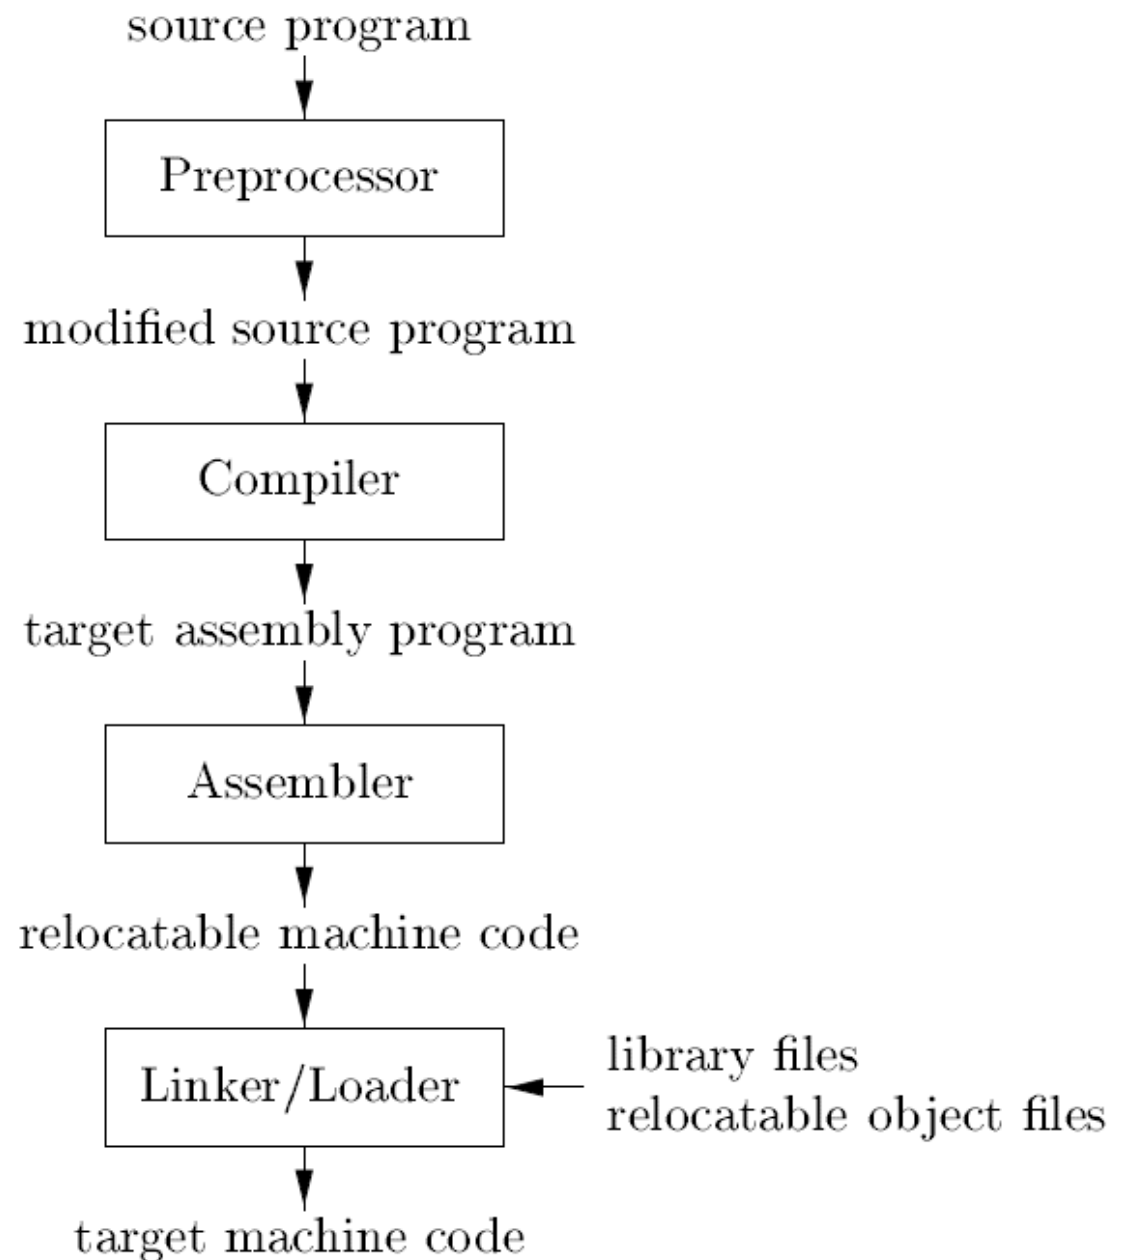 source program
Preprocessor
modified source program
Compiler
target assembly program
Assembler
relocatable machine code
Linker/Loader
library files
relocatable object files
target machine code